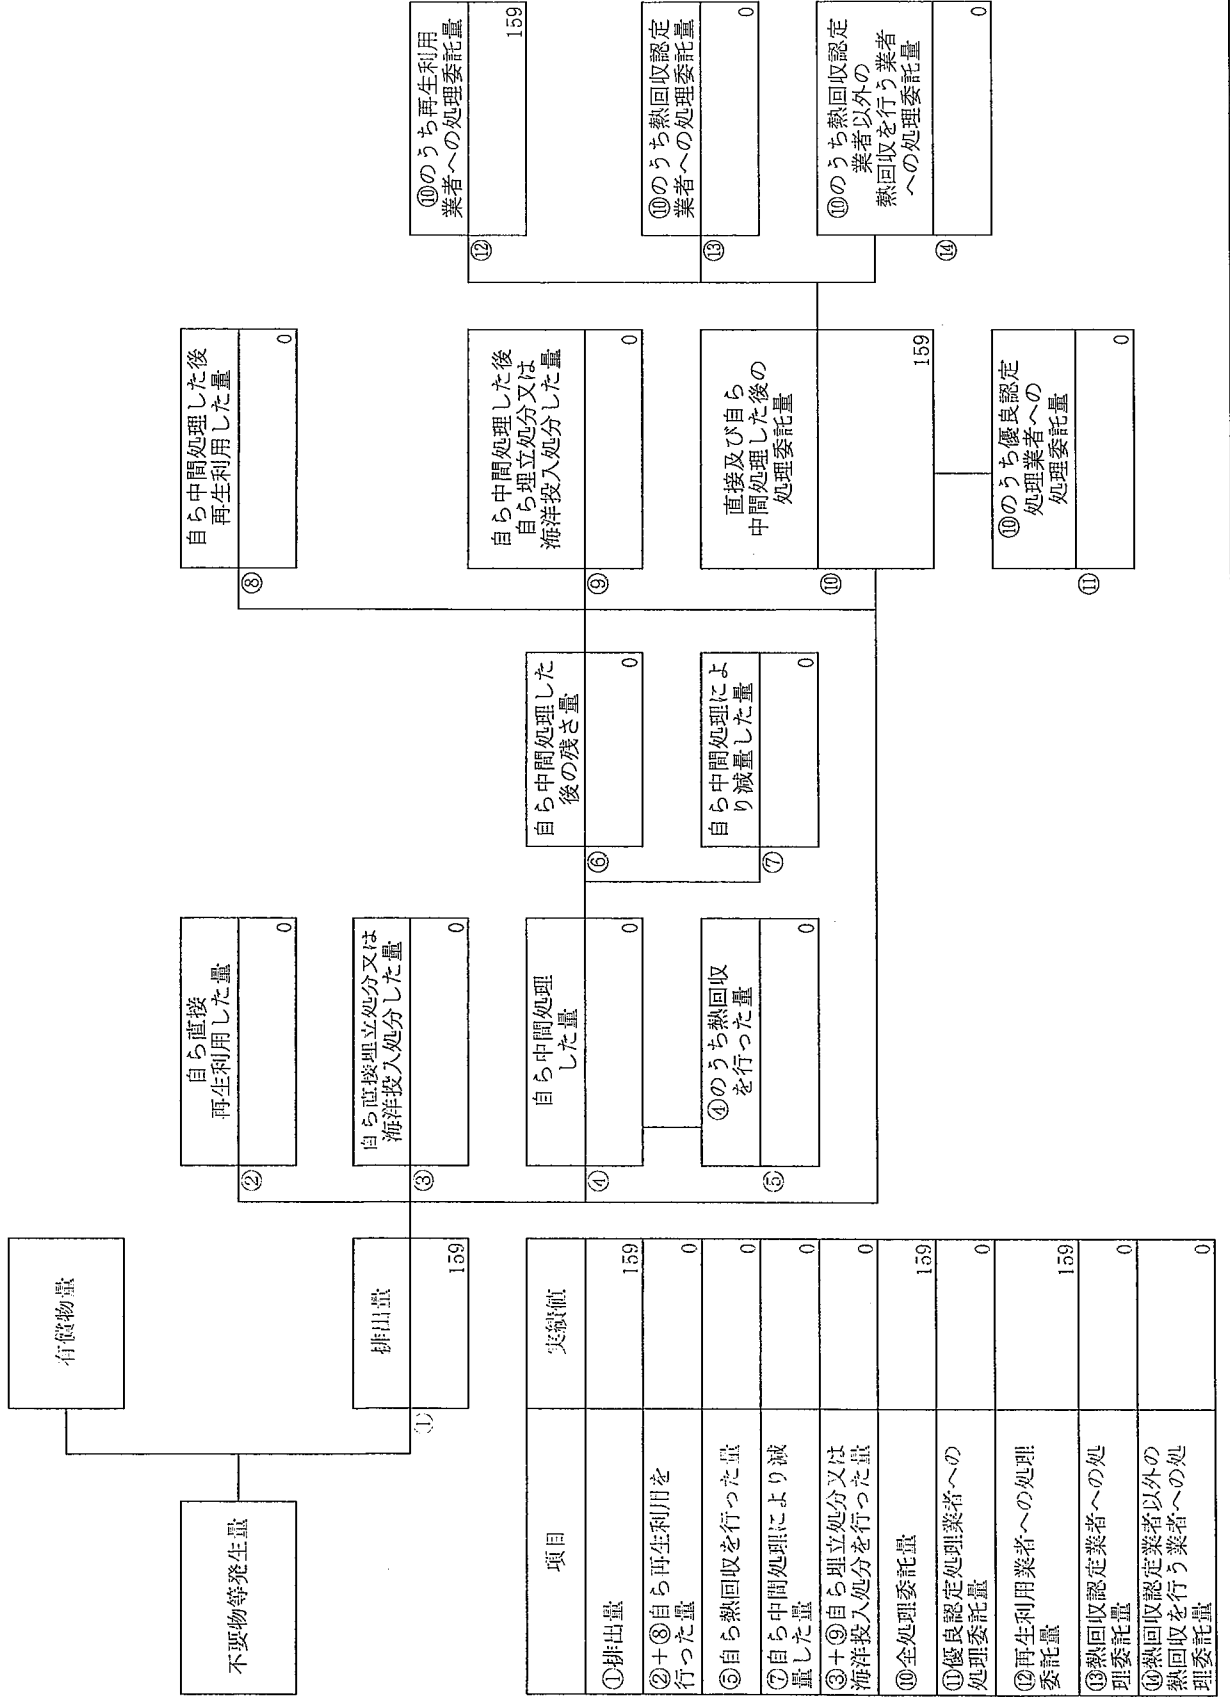 不要物等発生量
有償物量
①
排出量
159
②
自ら直接
再生利用した量
0
③
自ら直接埋立処分又は
海洋投入処分した量
0
④
自ら中間処理
した量
0
⑤
④のうち熱回収
を行った量
0
⑥
自ら中間処理した
後の残さ量
0
⑦
自ら中間処理によ
り減量した量
0
⑧
自ら中間処理した後
再生利用した量
0
⑨
自ら中間処理した後
自ら埋立処分又は
海洋投入処分した量
0
⑩
直接及び自ら
中間処理した後の
処理委託量
159
⑪
⑩のうち優良認定
処理業者への
処理委託量
0
⑫
⑩のうち再生利用
業者への処理委託量
159
⑬
⑩のうち熱回収認定
業者への処理委託量
0
⑭
⑩のうち熱回収認定
業者以外の
熱回収を行う業者
への処理委託量
0
項目 実績値
①排出量 159
②+⑧自ら再生利用を
行った量 0
⑤自ら熱回収を行った量 0
⑦自ら中間処理により減
量した量 0
③+⑨自ら埋立処分又は
海洋投入処分を行った量 0
⑩全処理委託量 159
⑪優良認定処理業者への
処理委託量 0
⑫再生利用業者への処理
委託量 159
⑬熱回収認定業者への処
理委託量 0
⑭熱回収認定業者以外の
熱回収を行う業者への処
理委託量 0